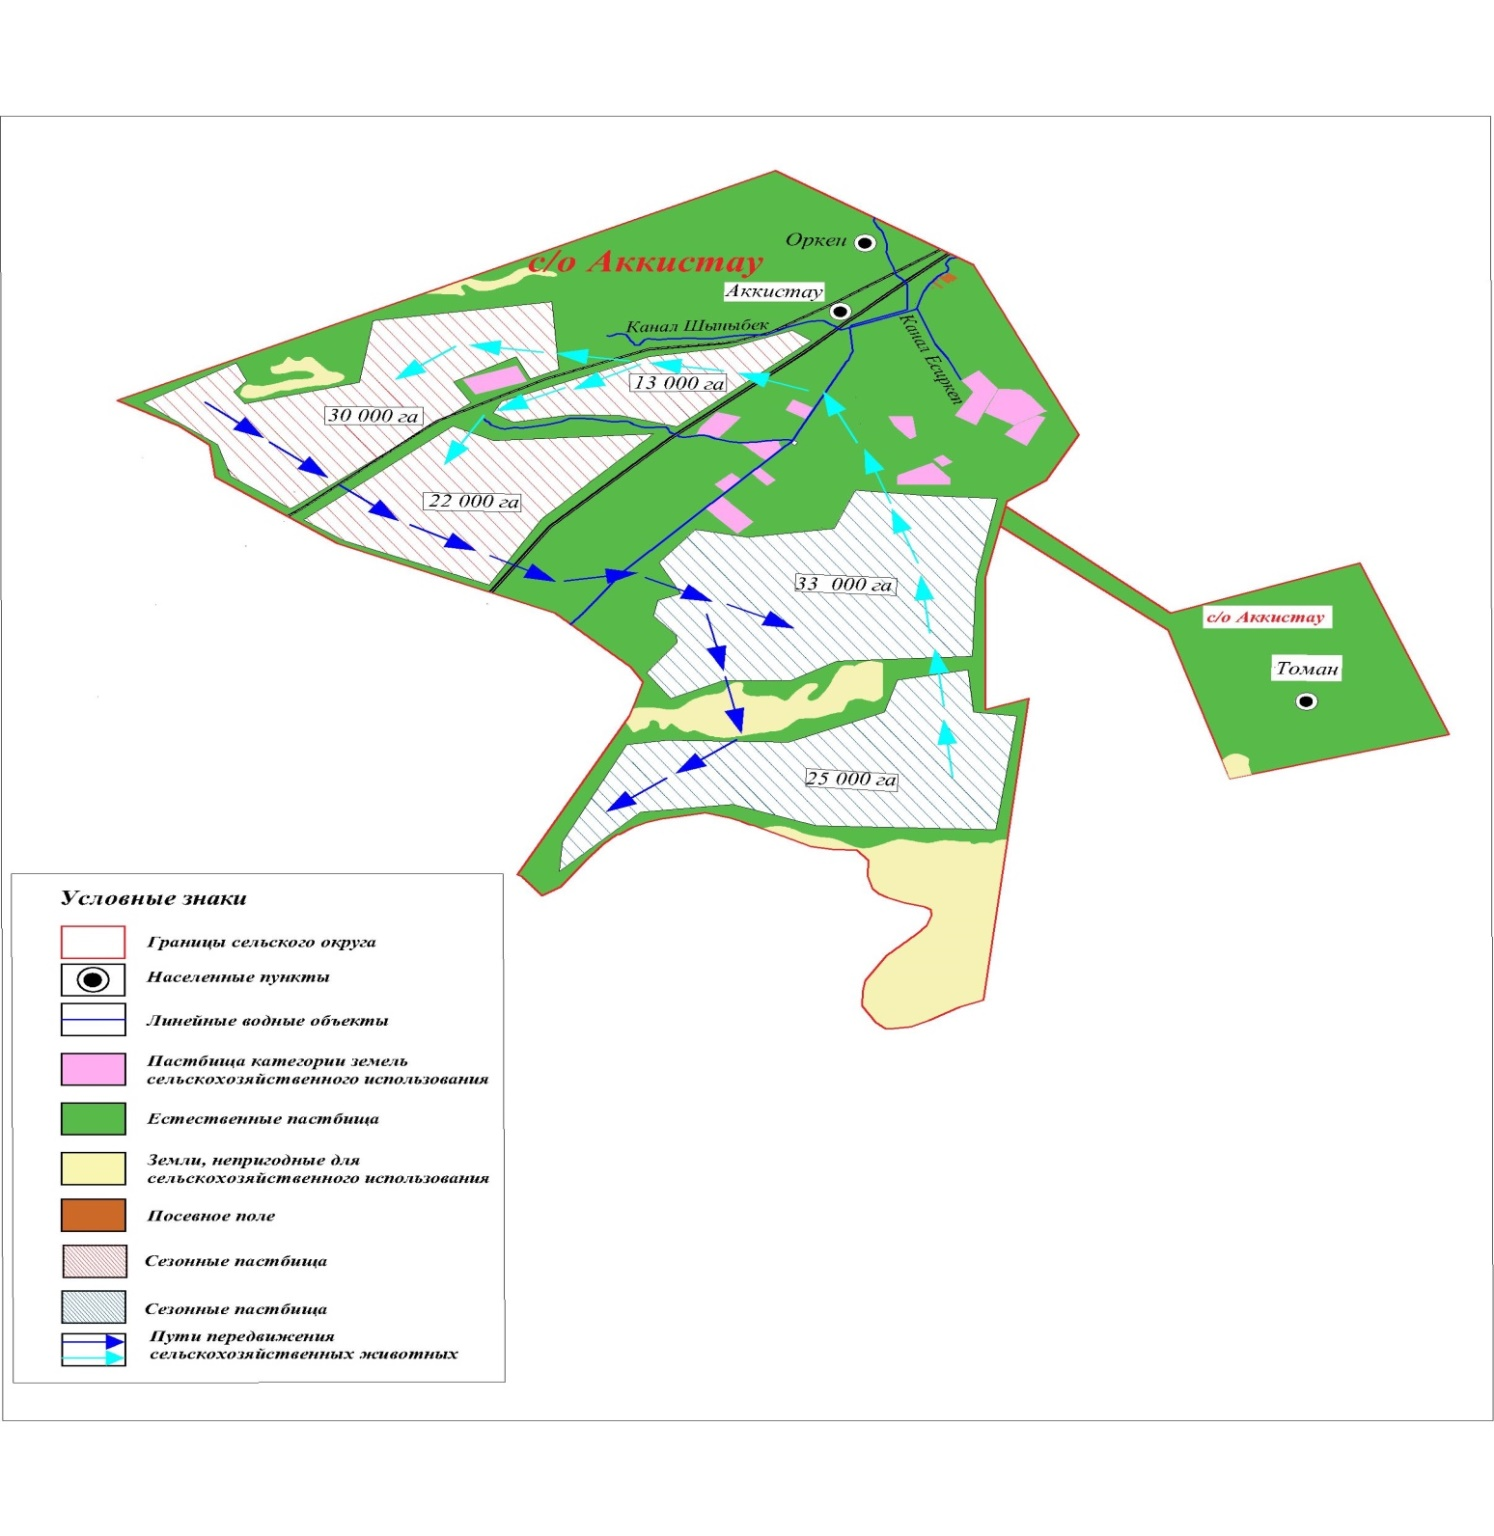 Оркен
с/о Аккистау
Аккистау
Канал Шыныбек
Канал Есиркеп
13 000 га
30 000 га
22 000 га
33 000 га
с/о Аккистау
Томан
25 000 га
Условные знаки
Границы сельского округа
Населенные пункты
Линейные водные объекты
Пастбища категории земель
сельскохозяйственного использования
Естественные пастбища
Земли, непригодные для
сельскохозяйственного использования
Посевное поле
Сезонные пастбища
Сезонные пастбища
Пути передвижения
сельскохозяйственных животных